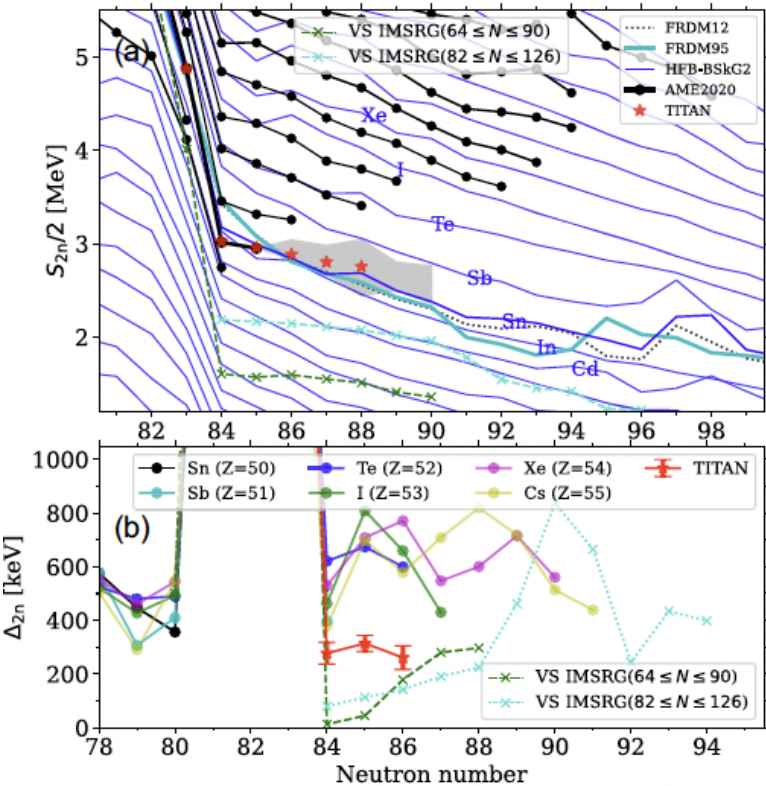 (a)
VS IMSRG(64 ≤ N ≤ 90)
VS IMSRG(82 ≤ N ≤ 126)
FRDM12
FRDM95
HFB-BSkG2
AME2020
TITAN
S2n/2 [MeV]
5
4
3
2
Xe
I
Te
Sb
Sn
In
Cd
82 84 86 88 90 92 94 96 98
(b)
Sn (Z=50)
Sb (Z=51)
Te (Z=52)
I (Z=53)
Xe (Z=54)
Cs (Z=55)
TITAN
Δ2n [keV]
1000
800
600
400
200
0
VS IMSRG(64 ≤ N ≤ 90)
VS IMSRG(82 ≤ N ≤ 126)
78 80 82 84 86 88 90 92 94
Neutron number